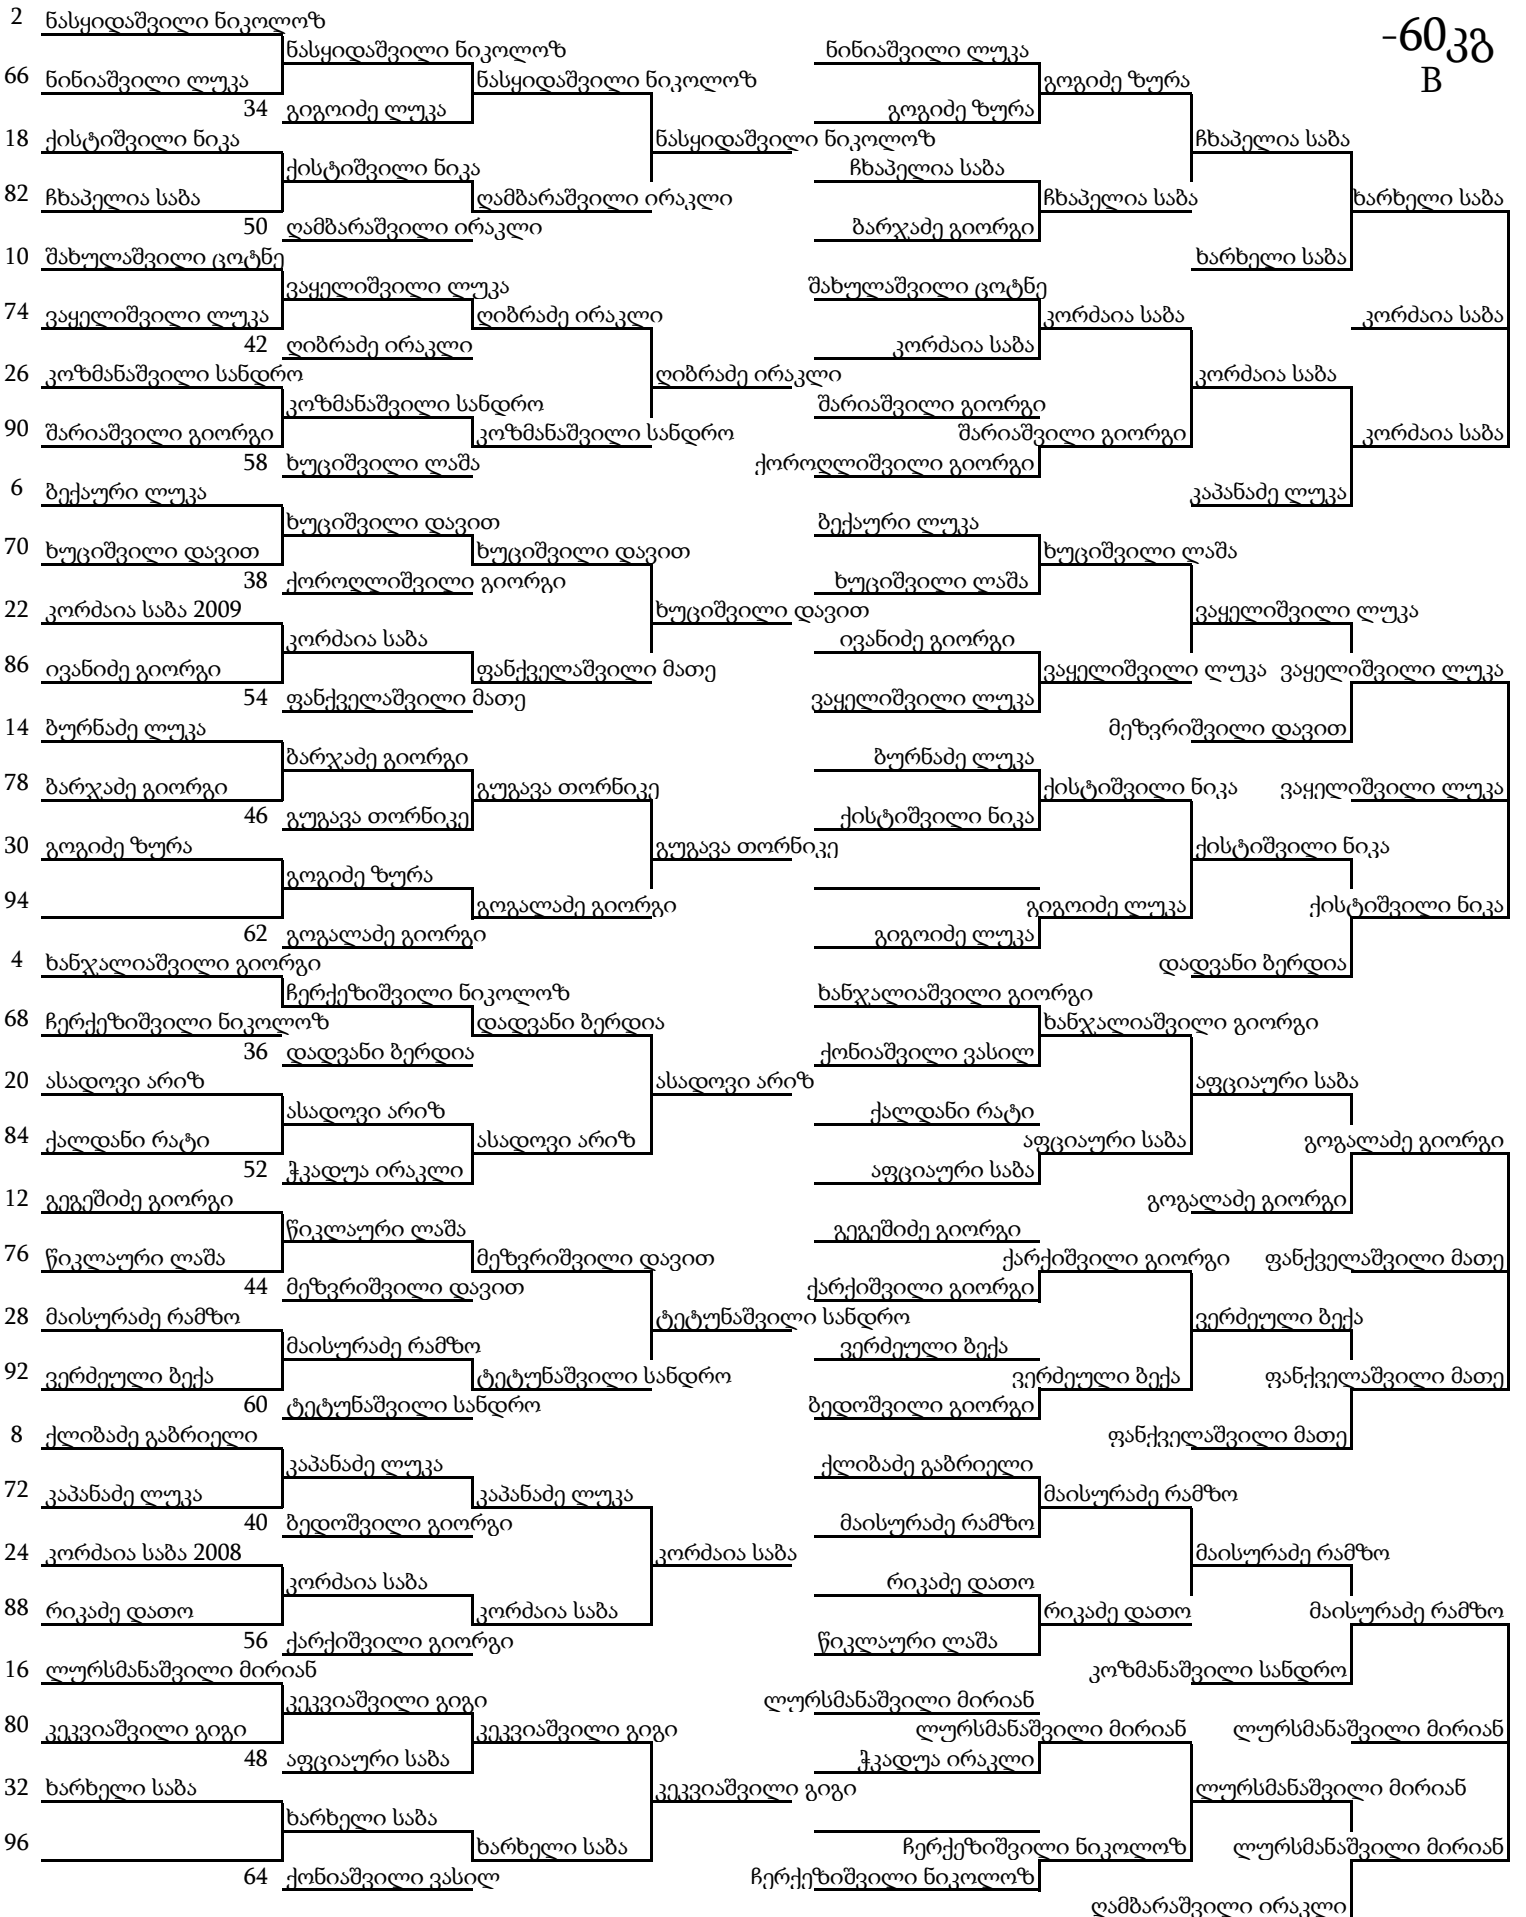 -60კგ
B
2 ნასყიდაშვილი ნიკოლოზ
ნასყიდაშვილი ნიკოლოზ
66 ნინიაშვილი ლუკა
ნასყიდაშვილი ნიკოლოზ
34 გიგოიძე ლუკა
18 ქისტიშვილი ნიკა
ნასყიდაშვილი ნიკოლოზ
ქისტიშვილი ნიკა
82 ჩხაპელია საბა
ღამბარაშვილი ირაკლი
50 ღამბარაშვილი ირაკლი
10 შახულაშვილი ცოტნე
ვაყელიშვილი ლუკა
74 ვაყელიშვილი ლუკა
ღიბრაძე ირაკლი
42 ღიბრაძე ირაკლი
26 კოზმანაშვილი სანდრო
ღიბრაძე ირაკლი
კოზმანაშვილი სანდრო
90 შარიაშვილი გიორგი
კოზმანაშვილი სანდრო
58 ხუციშვილი ლაშა
6 ბექაური ლუკა
ხუციშვილი დავით
70 ხუციშვილი დავით
ხუციშვილი დავით
38 ქოროღლიშვილი გიორგი
22 კორძაია საბა 2009
ხუციშვილი დავით
კორძაია საბა
86 ივანიძე გიორგი
ფანქველაშვილი მათე
54 ფანქველაშვილი მათე
14 ბურნაძე ლუკა
ბარჯაძე გიორგი
78 ბარჯაძე გიორგი
გუგავა თორნიკე
46 გუგავა თორნიკე
30 გოგიძე ზურა
გუგავა თორნიკე
გოგიძე ზურა
94
გოგალაძე გიორგი
62 გოგალაძე გიორგი
4 ხანჯალიაშვილი გიორგი
ჩერქეზიშვილი ნიკოლოზ
68 ჩერქეზიშვილი ნიკოლოზ
დადვანი ბერდია
36 დადვანი ბერდია
20 ასადოვი არიზ
ასადოვი არიზ
ასადოვი არიზ
84 ქალდანი რატი
ასადოვი არიზ
52 ჭკადუა ირაკლი
12 გეგეშიძე გიორგი
წიკლაური ლაშა
76 წიკლაური ლაშა
მეზვრიშვილი დავით
44 მეზვრიშვილი დავით
28 მაისურაძე რამზო
ტეტუნაშვილი სანდრო
მაისურაძე რამზო
92 ვერძეული ბექა
ტეტუნაშვილი სანდრო
60 ტეტუნაშვილი სანდრო
8 ქლიბაძე გაბრიელი
კაპანაძე ლუკა
72 კაპანაძე ლუკა
კაპანაძე ლუკა
40 ბედოშვილი გიორგი
24 კორძაია საბა 2008
კორძაია საბა
კორძაია საბა
88 რიკაძე დათო
კორძაია საბა
56 ქარქიშვილი გიორგი
16 ლურსმანაშვილი მირიან
კეკვიაშვილი გიგი
80 კეკვიაშვილი გიგი
კეკვიაშვილი გიგი
48 აფციაური საბა
32 ხარხელი საბა
კეკვიაშვილი გიგი
ხარხელი საბა
96
ხარხელი საბა
64 ქონიაშვილი ვასილ
ნინიაშვილი ლუკა
გოგიძე ზურა
გოგიძე ზურა
ჩხაპელია საბა
ჩხაპელია საბა
ჩხაპელია საბა
ხარხელი საბა
ბარჯაძე გიორგი
ხარხელი საბა
შახულაშვილი ცოტნე
კორძაია საბა
კორძაია საბა
კორძაია საბა
კორძაია საბა
შარიაშვილი გიორგი
შარიაშვილი გიორგი
კორძაია საბა
ქოროღლიშვილი გიორგი
კაპანაძე ლუკა
ბექაური ლუკა
ხუციშვილი ლაშა
ხუციშვილი ლაშა
ვაყელიშვილი ლუკა
ივანიძე გიორგი
ვაყელიშვილი ლუკა
ვაყელიშვილი ლუკა
ვაყელიშვილი ლუკა
მეზვრიშვილი დავით
ბურნაძე ლუკა
ქისტიშვილი ნიკა
ვაყელიშვილი ლუკა
ქისტიშვილი ნიკა
ქისტიშვილი ნიკა
გიგოიძე ლუკა
ქისტიშვილი ნიკა
გიგოიძე ლუკა
დადვანი ბერდია
ხანჯალიაშვილი გიორგი
ხანჯალიაშვილი გიორგი
ქონიაშვილი ვასილ
აფციაური საბა
ქალდანი რატი
აფციაური საბა
გოგალაძე გიორგი
აფციაური საბა
გოგალაძე გიორგი
გეგეშიძე გიორგი
ქარქიშვილი გიორგი
ფანქველაშვილი მათე
ქარქიშვილი გიორგი
ვერძეული ბექა
ვერძეული ბექა
ვერძეული ბექა
ფანქველაშვილი მათე
ბედოშვილი გიორგი
ფანქველაშვილი მათე
ქლიბაძე გაბრიელი
მაისურაძე რამზო
მაისურაძე რამზო
მაისურაძე რამზო
რიკაძე დათო
რიკაძე დათო
მაისურაძე რამზო
წიკლაური ლაშა
კოზმანაშვილი სანდრო
ლურსმანაშვილი მირიან
ლურსმანაშვილი მირიან
ლურსმანაშვილი მირიან
ჭკადუა ირაკლი
ლურსმანაშვილი მირიან
ჩერქეზიშვილი ნიკოლოზ
ლურსმანაშვილი მირიან
ჩერქეზიშვილი ნიკოლოზ
ღამბარაშვილი ირაკლი